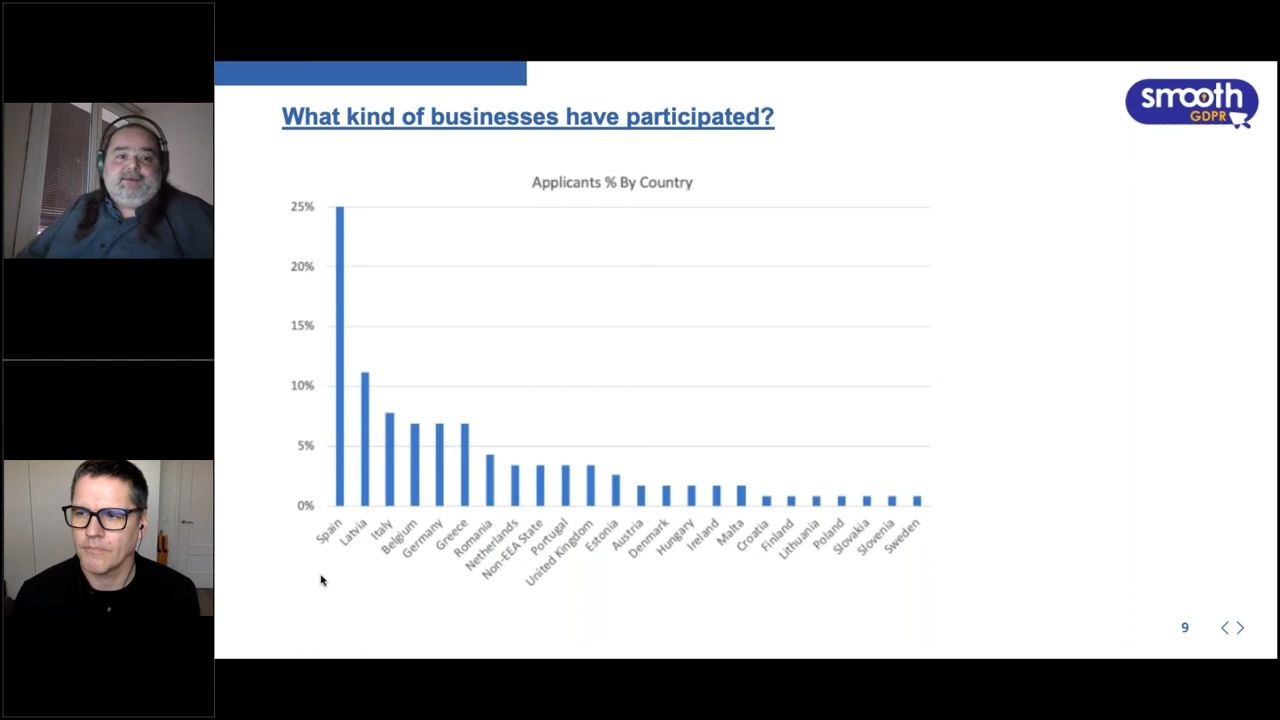 smooth
GDPR
What kind of businesses have participated?
Applicants % By Country
25%
20%
15%
10%
5%
0%
Spain
Latvia
Italy
Belgium
Germany
Greece
Romania
Netherlands
Non-EEA State
Portugal
United Kingdom
Estonia
Austria
Denmark
Hungary
Ireland
Malta
Croatia
Finland
Lithuania
Poland
Slovakia
Slovenia
Sweden
9